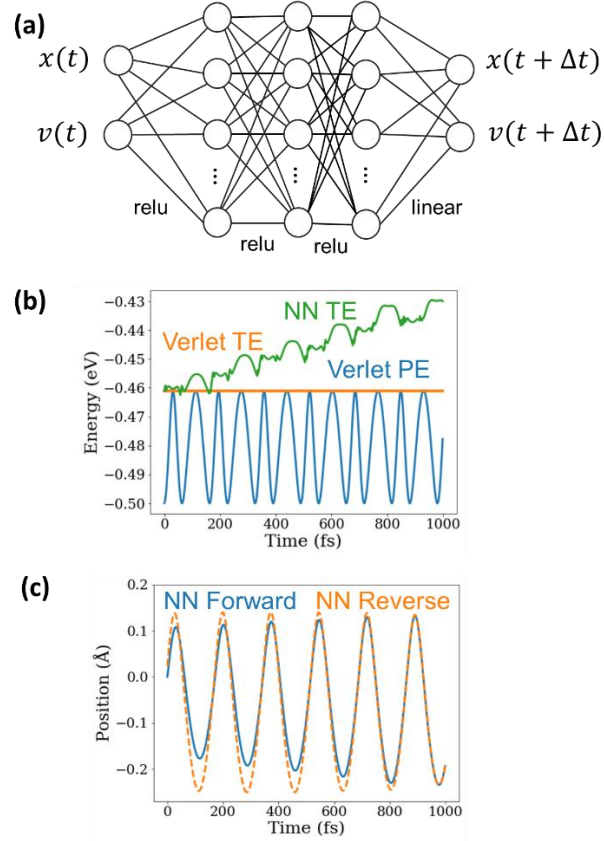 (a)
x(t)
x(t + Δt)
v(t)
v(t + Δt)
⋮ ⋮ ⋮
relu
linear
relu relu
(b)
−0.43
NN TE
−0.44
Verlet TE
−0.45
Verlet PE
−0.46
−0.47
−0.48
−0.49
−0.50
Energy (eV)
0 200 400 600 800 1000
Time (fs)
(c)
0.2
NN Forward NN Reverse
0.1
0.0
−0.1
−0.2
Position (Å)
0 200 400 600 800 1000
Time (fs)